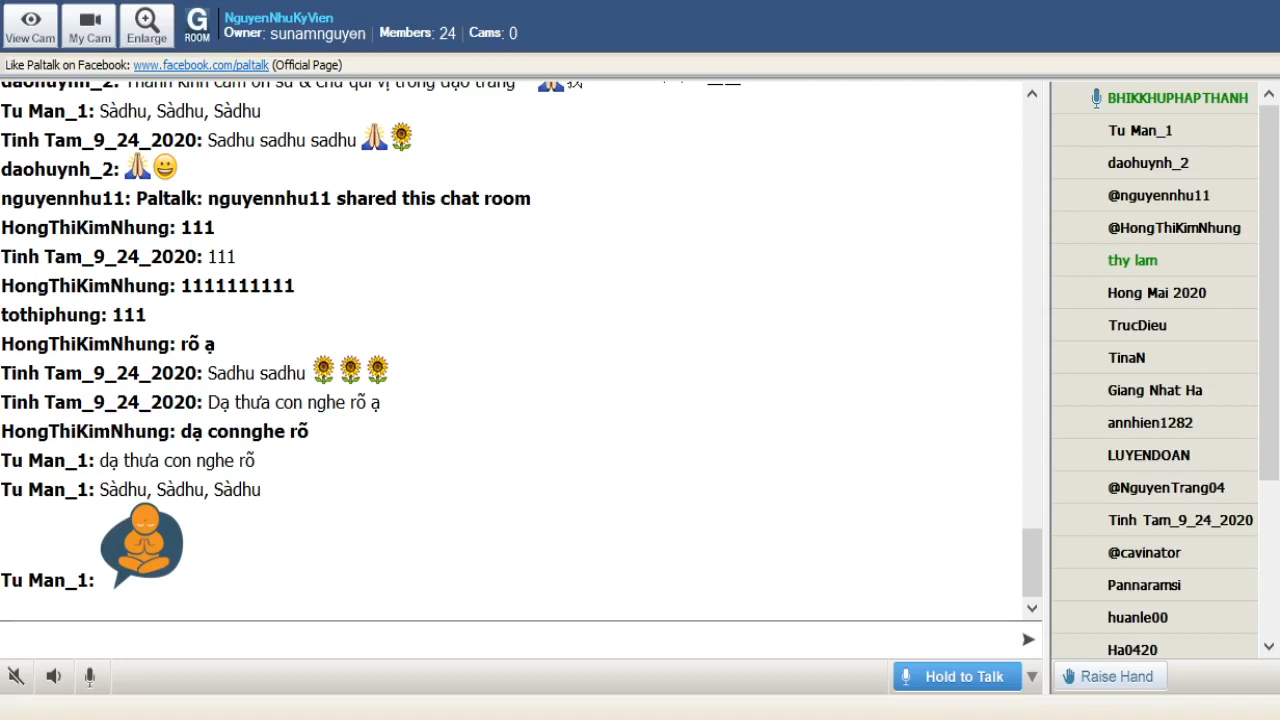 View Cam
My Cam
Enlarge
G
ROOM
NguyenNhuKyVien
Owner: sunamnguyen | Members: 24 | Cams: 0
Like Paltalk on Facebook: www.facebook.com/paltalk (Official Page)
daohuynh_2:
Tu Man_1: Sàdhu, Sàdhu, Sàdhu
Tinh Tam_9_24_2020: Sadhu sadhu sadhu 🙏🌻
daohuynh_2: 🙏😀
nguyennhu11: Paltalk: nguyennhu11 shared this chat room
HongThiKimNhung: 111
Tinh Tam_9_24_2020: 111
HongThiKimNhung: 1111111111
tothiphung: 111
HongThiKimNhung: rõ ạ
Tinh Tam_9_24_2020: Sadhu sadhu 🌻🌻🌻
Tinh Tam_9_24_2020: Dạ thưa con nghe rõ ạ
HongThiKimNhung: dạ connghe rõ
Tu Man_1: dạ thưa con nghe rõ
Tu Man_1: Sàdhu, Sàdhu, Sàdhu
Tu Man_1:
Hold to Talk
BHIKKHUPHAPTHANH
Tu Man_1
daohuynh_2
@nguyennhu11
@HongThiKimNhung
thy lam
Hong Mai 2020
TrucDieu
TinaN
Giang Nhat Ha
annhien1282
LUYENDOAN
@NguyenTrang04
Tinh Tam_9_24_2020
@cavinator
Pannaramsi
huanle00
Ha0420
Raise Hand